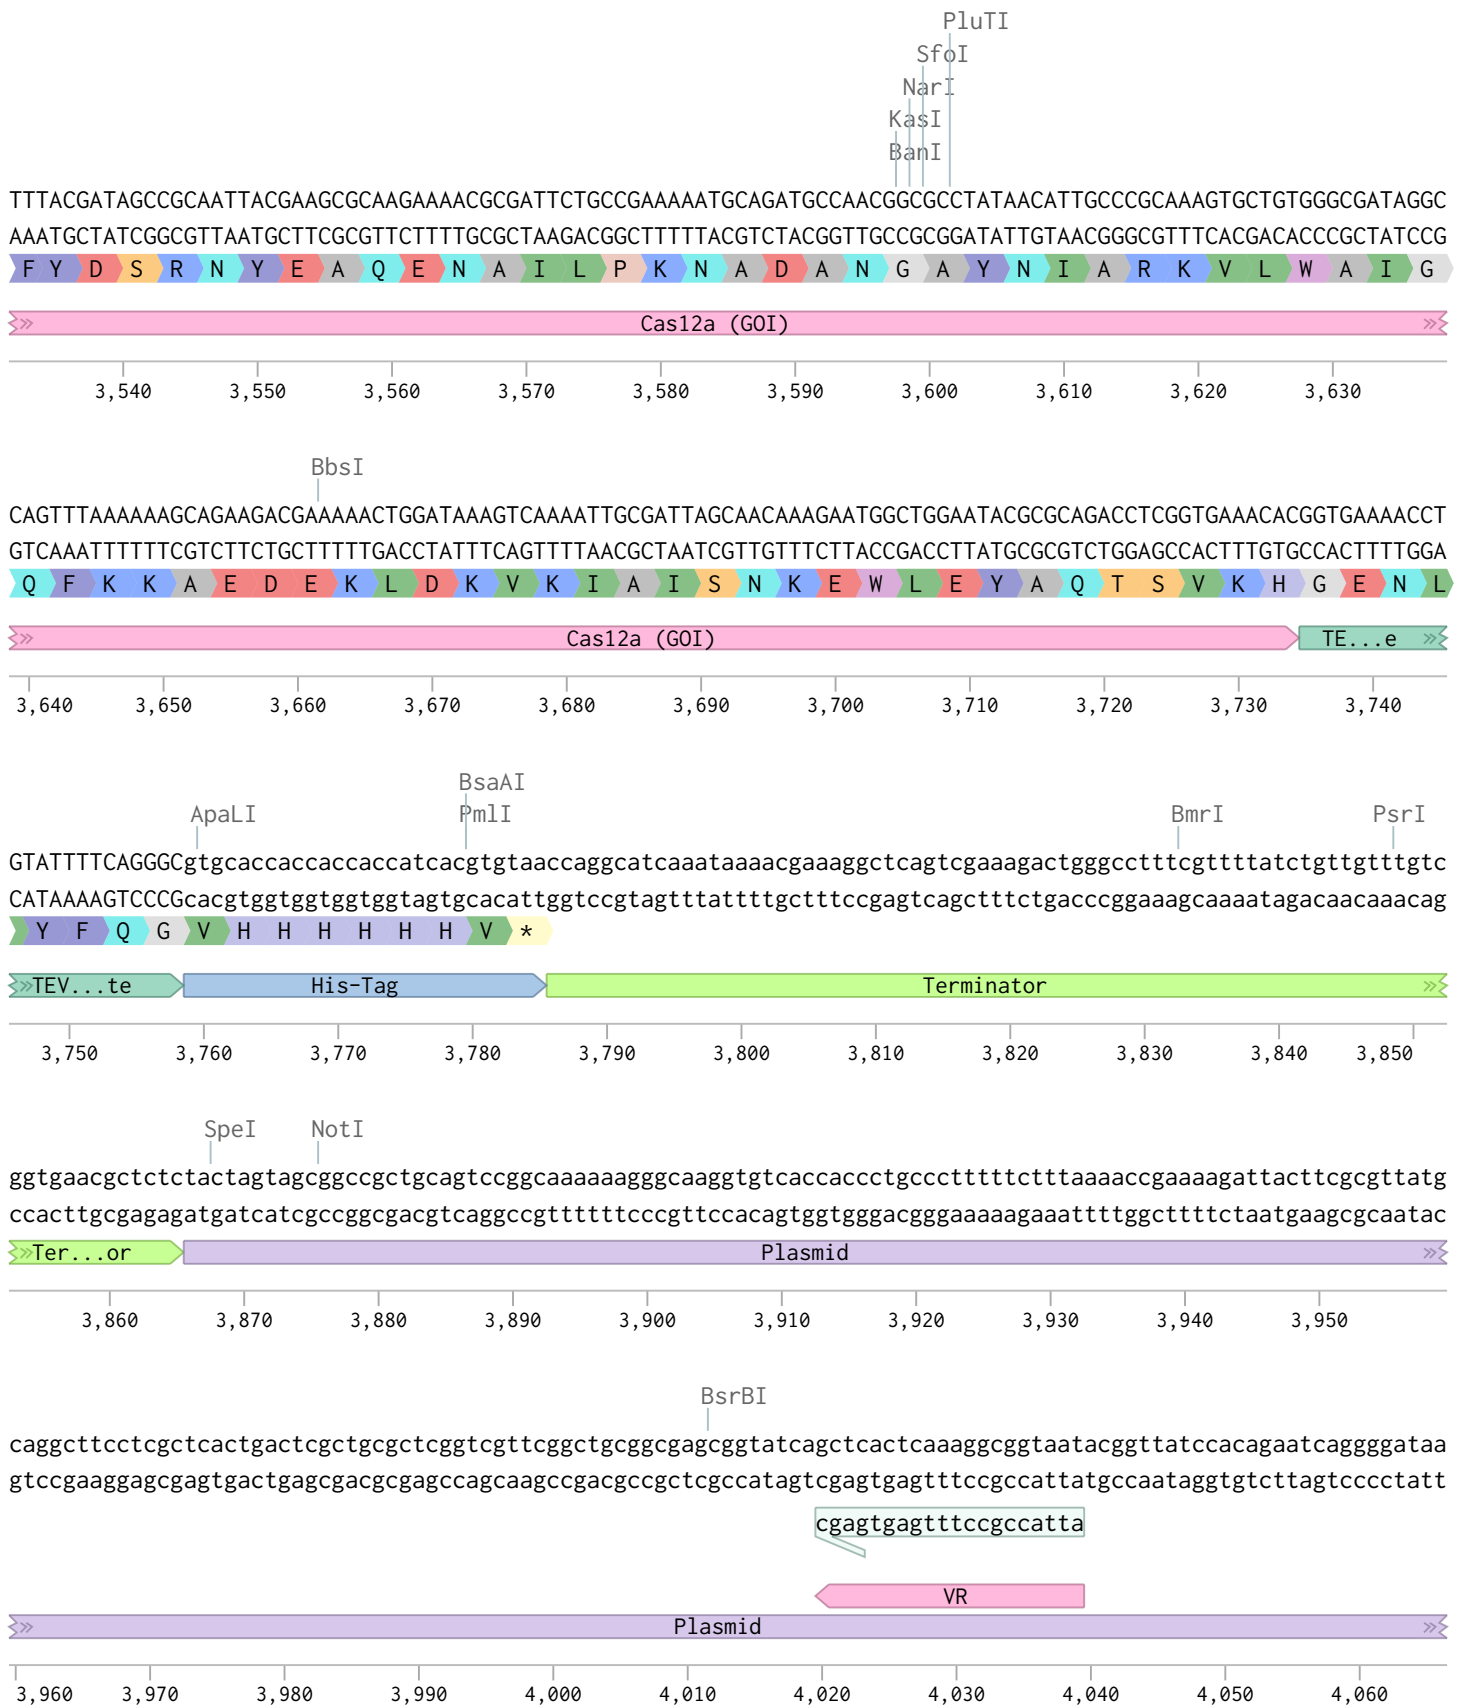 PluTI
SfoI
NarI
KasI
BanI
TTTACGATAGCCGCAATTACGAAGCGCAAGAAAACGCGATTCTGCCGAAAAATGCAGATGCCAACGGCGCCTATAACATTGCCCGCAAAGTGCTGTGGGCGATAGGC
AAATGCTATCGGCGTTAATGCTTCGCGTTCTTTTGCGCTAAGACGGCTTTTTACGTCTACGGTTGCCGCGGATATTGTAACGGGCGTTTCACGACACCCGCTATCCG
F Y D S R N Y E A Q E N A I L P K N A D A N G A Y N I A R K V L W A I G
Cas12a (GOI)
3,540 3,550 3,560 3,570 3,580 3,590 3,600 3,610 3,620 3,630
BbsI
CAGTTTAAAAAAGCAGAAGACGAAAAACTGGATAAAGTCAAAATTGCGATTAGCAACAAAGAATGGCTGGAATACGCGCAGACCTCGGTGAAACACGGTGAAAACCT
GTCAAATTTTTTCGTCTTCTGCTTTTTGACCTATTTCAGTTTTAACGCTAATCGTTGTTTCTTACCGACCTTATGCGCGTCTGGAGCCACTTTGTGCCACTTTTGGA
Q F K K A E D E K L D K V K I A I S N K E W L E Y A Q T S V K H G E N L
Cas12a (GOI) TE...e
3,640 3,650 3,660 3,670 3,680 3,690 3,700 3,710 3,720 3,730 3,740
BsaAI
ApaLI PmlI BmrI PsrI
GTATTTTCAGGGCgtgcaccaccaccaccatcacgtgtaaccaggcatcaaataaaacgaaaggctcagtcgaaagactgggcctttcgttttatctgttgtttgtc
CATAAAAGTCCCGcacgtggtggtggtggtagtgcacattggtccgtagtttattttgctttccgagtcagctttctgacccggaaagcaaaatagacaacaaacag
Y F Q G V H H H H H H V *
TEV...te His-Tag Terminator
3,750 3,760 3,770 3,780 3,790 3,800 3,810 3,820 3,830 3,840 3,850
SpeI NotI
ggtgaacgctctctactagtagcggccgctgcagtccggcaaaaaagggcaaggtgtcaccaccctgccctttttctttaaaaccgaaaagattacttcgcgttatg
ccacttgcgagagatgatcatcgccggcgacgtcaggccgttttttcccgttccacagtggtgggacgggaaaaagaaattttggcttttctaatgaagcgcaatac
Ter...or Plasmid
3,860 3,870 3,880 3,890 3,900 3,910 3,920 3,930 3,940 3,950
BsrBI
caggcttcctcgctcactgactcgctgcgctcggtcgttcggctgcggcgagcggtatcagctcactcaaaggcggtaatacggttatccacagaatcaggggataa
gtccgaaggagcgagtgactgagcgacgcgagccagcaagccgacgccgctcgccatagtcgagtgagtttccgccattatgccaataggtgtcttagtcccctatt
cgagtgagtttccgccatta
VR
Plasmid
3,960 3,970 3,980 3,990 4,000 4,010 4,020 4,030 4,040 4,050 4,060